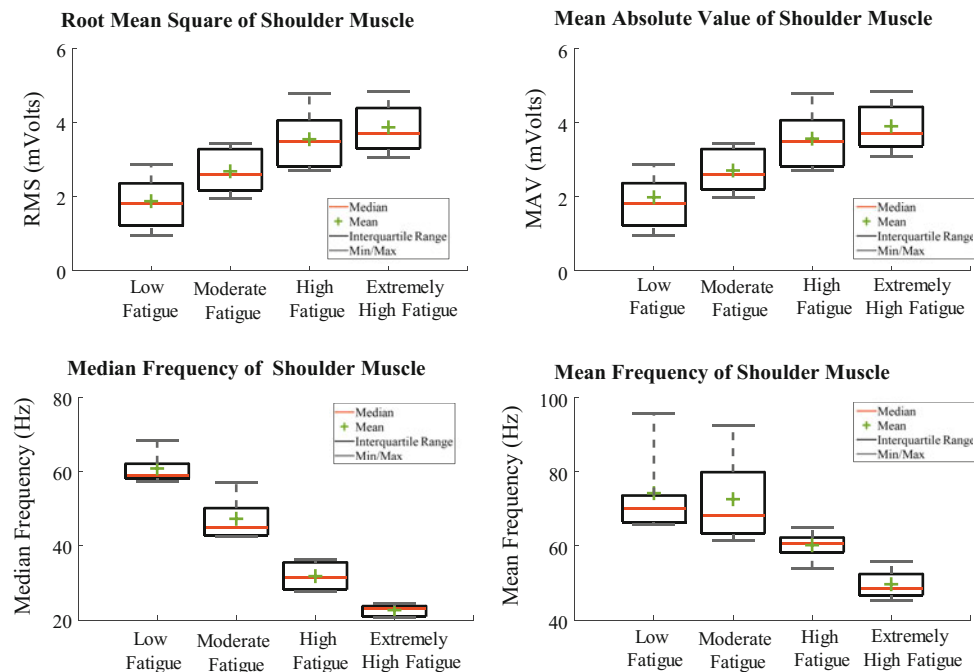 Root Mean Square of Shoulder Muscle
RMS (mVolts)
6
4
2
0
Median
Mean
Interquartile Range
Min/Max
Low
Fatigue
Moderate
Fatigue
High
Fatigue
Extremely
High Fatigue
Mean Absolute Value of Shoulder Muscle
MAV (mVolts)
6
4
2
0
Median
Mean
Interquartile Range
Min/Max
Low
Fatigue
Moderate
Fatigue
High
Fatigue
Extremely
High Fatigue
Median Frequency of Shoulder Muscle
Median Frequency (Hz)
80
60
40
20
Median
Mean
Interquartile Range
Min/Max
Low
Fatigue
Moderate
Fatigue
High
Fatigue
Extremely
High Fatigue
Mean Frequency of Shoulder Muscle
Mean Frequency (Hz)
100
80
60
40
Median
Mean
Interquartile Range
Min/Max
Low
Fatigue
Moderate
Fatigue
High
Fatigue
Extremely
High Fatigue